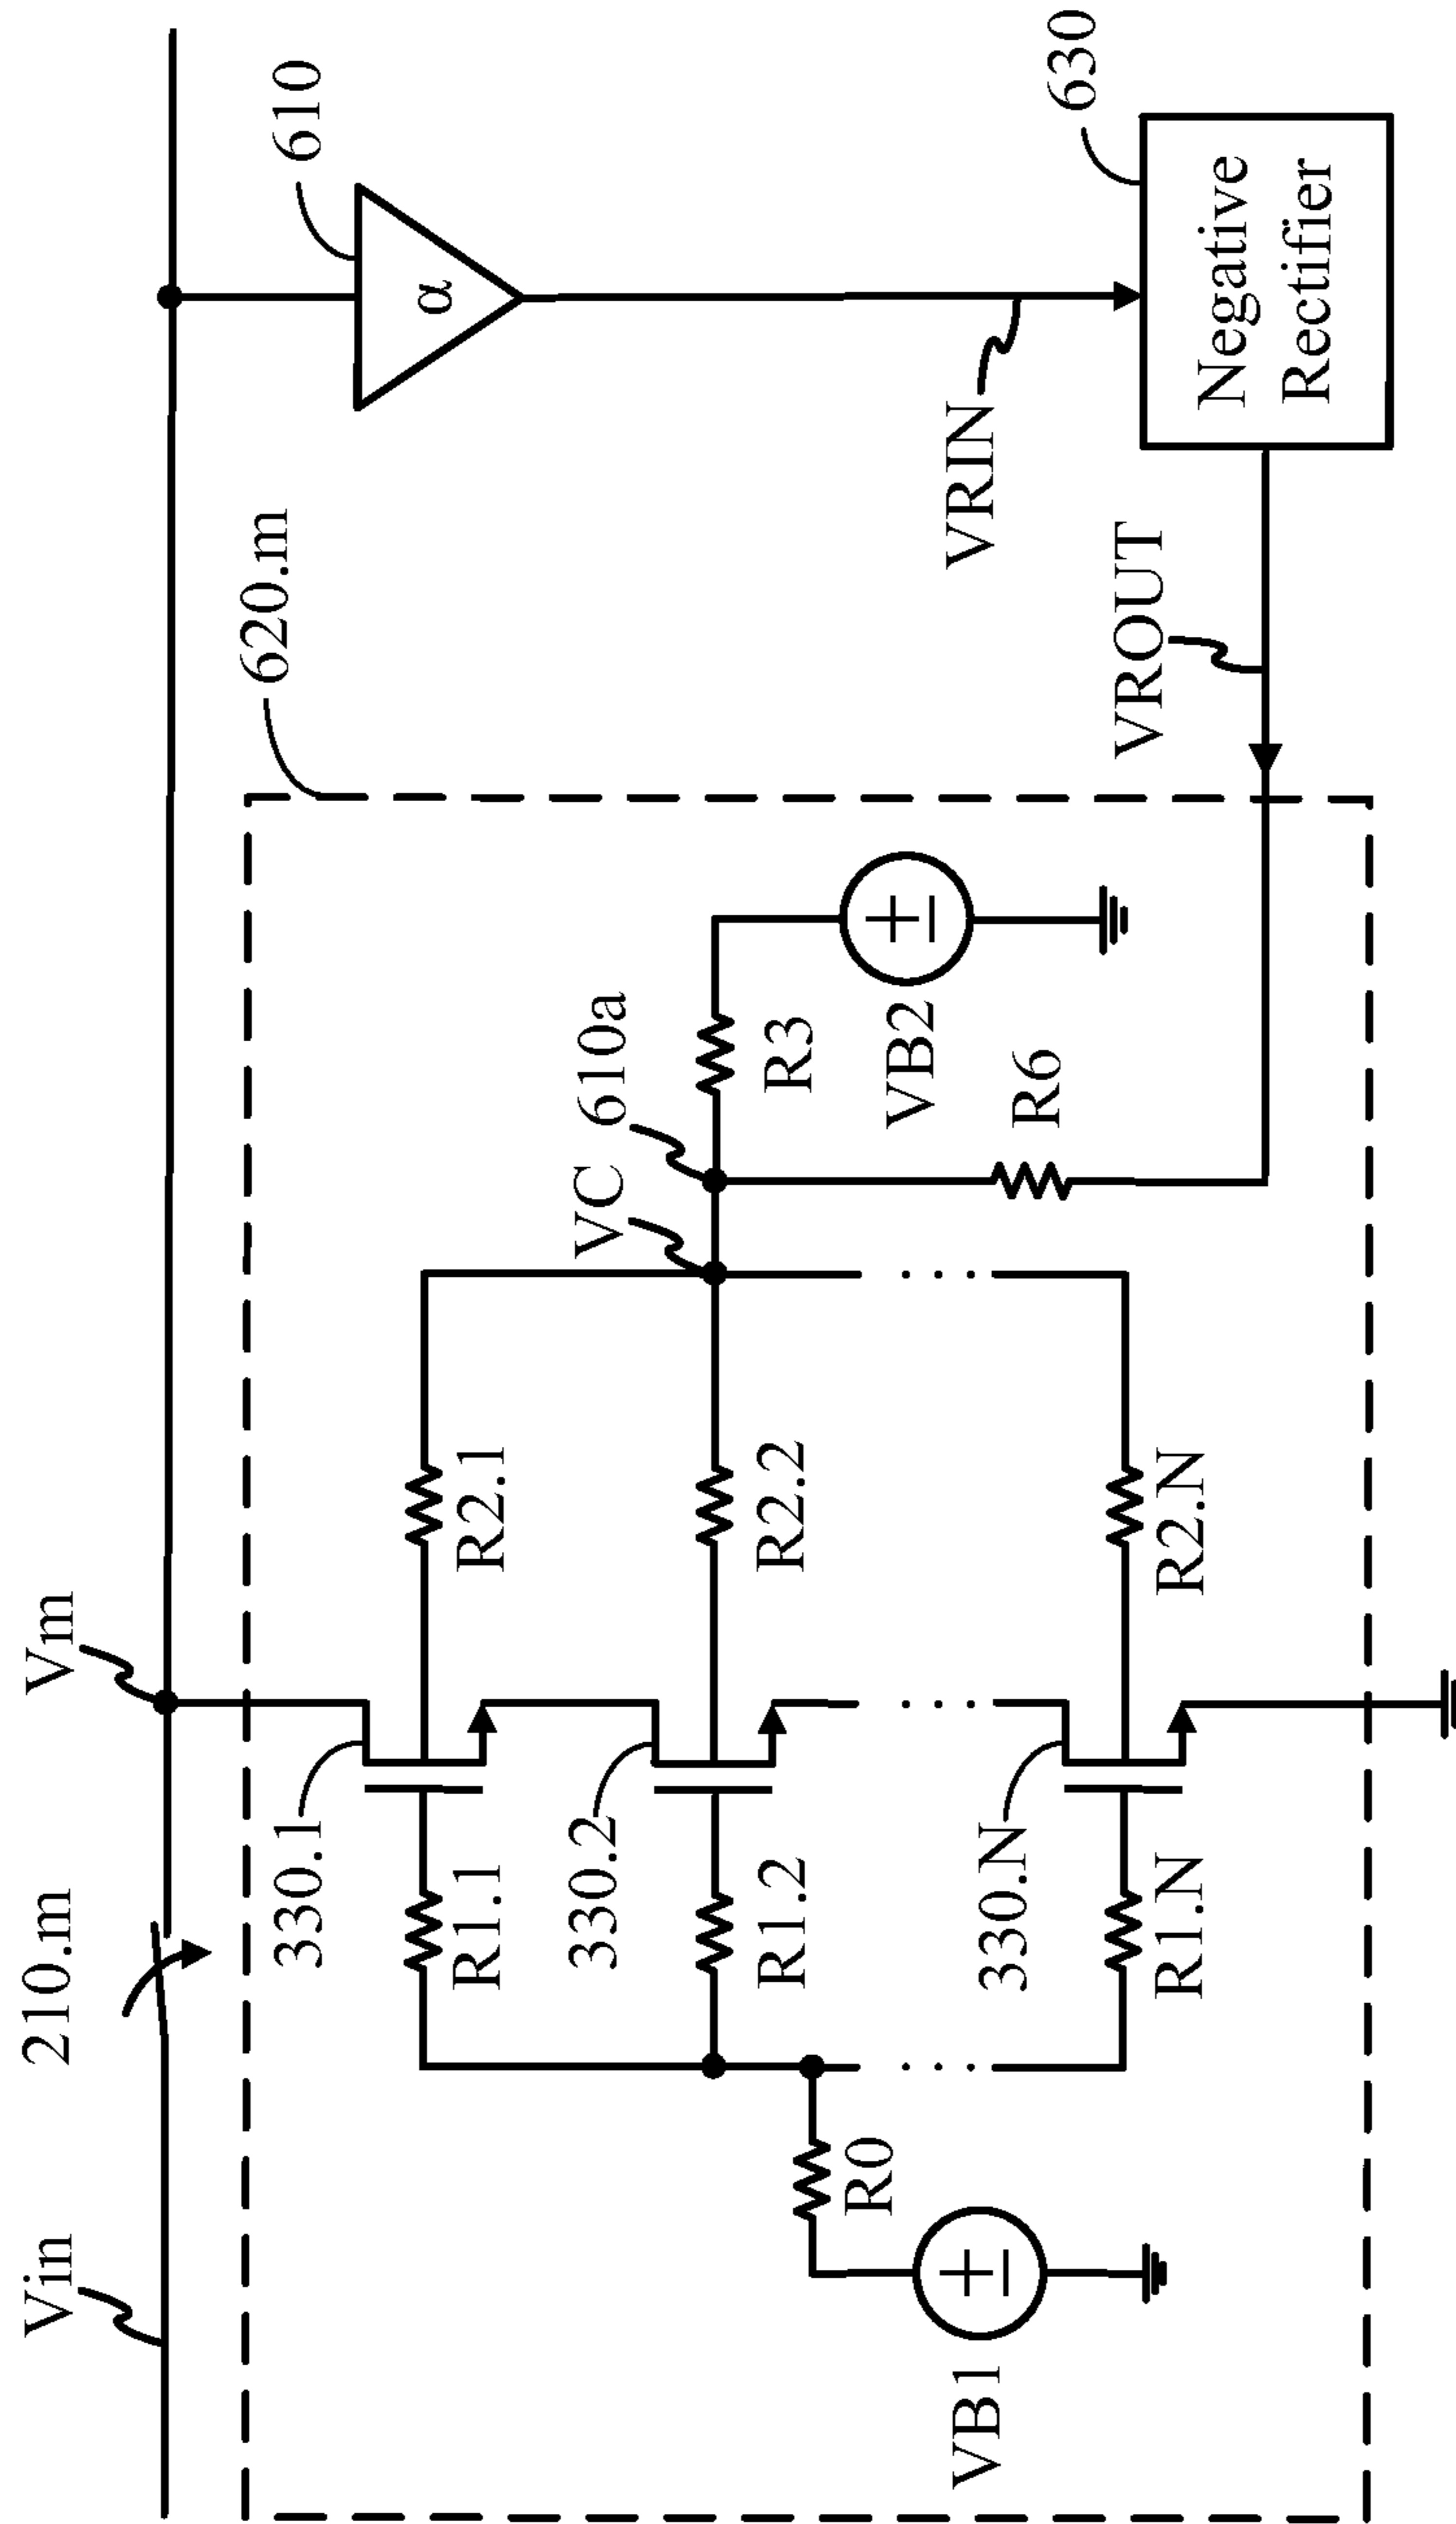 Vin
210.m
Vm
620.m
610
α
330.1
R1.1
R2.1
330.2
R1.2
R2.2
VC
610a
R3
VB2
R6
R0
VB1
330.N
R1.N
R2.N
VRIN
VROUT
630
Negative
Rectifier